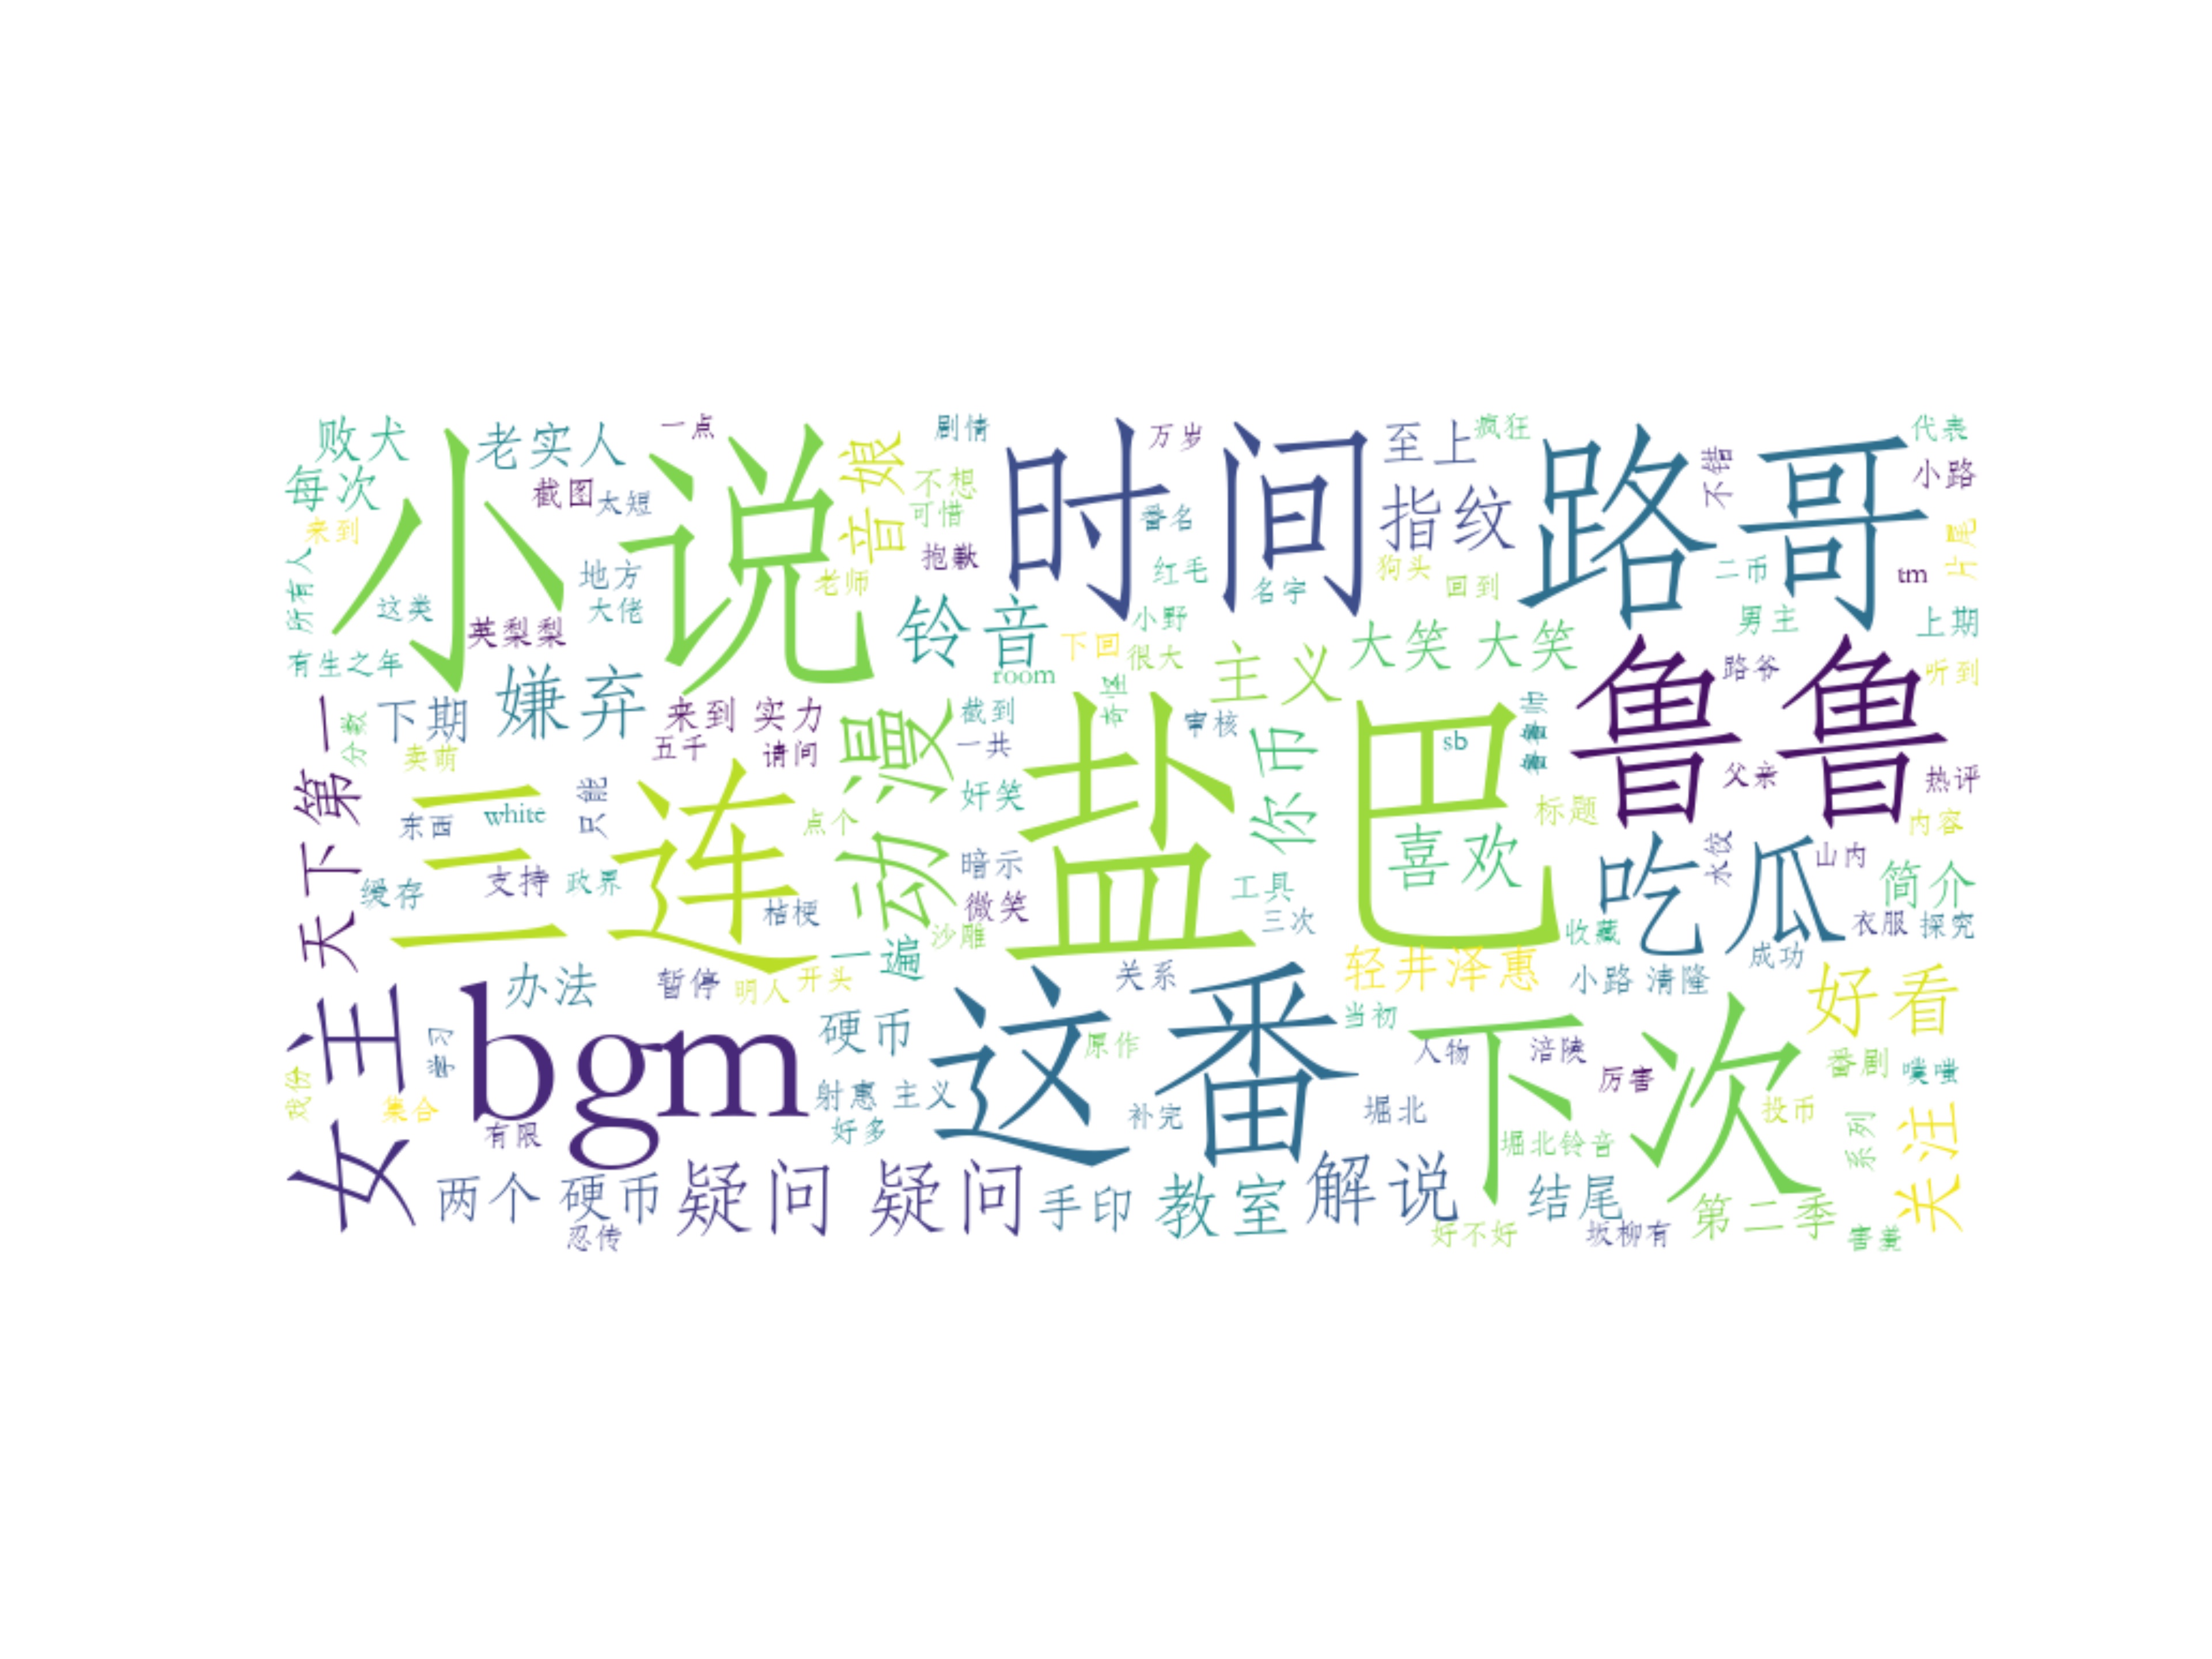 败犬
老实人
一点
音娘
剧情
万岁
至上
疯狂
代表
每次
小说
截图
太短
不想
可惜
时间
番名
指纹
路哥
不错
小路
来到
所有人
这类
地方
大佬
英梨梨
老师
抱歉
红毛
名字
狗头
回到
二币
tm
片尾
有生之年
铃音
下回
小野
很大
room
主义
大笑 大笑
男主
上期
鲁鲁
路爷
听到
嫌弃
下期
分数
卖萌
来到 实力
五千
请问
动漫
截到
一共
审核
你币
sb
父亲
热评
女主天下第一
三连
东西
white
只能
点个
奸笑
盐巴
喜欢
标题
内容
缓存
支持
政界
桔梗
暗示
微笑
工具
三次
吃瓜
水饺
山内
简介
一遍
沙雕
收藏
衣服
探究
办法
暂停
明人
开头
关系
轻井泽惠
小路 清隆
成功
好看
学习
bgm
硬币
这番
原作
当初
下次
人物
涪陵
厉害
番剧
噗嗤
集合
有限
射惠 主义
好多
补完
堀北
堀北铃音
投币
系列
关注
两个 硬币
疑问 疑问
手印
教室
解说
结尾
第二季
忍传
好不好
坂柳有
害羞